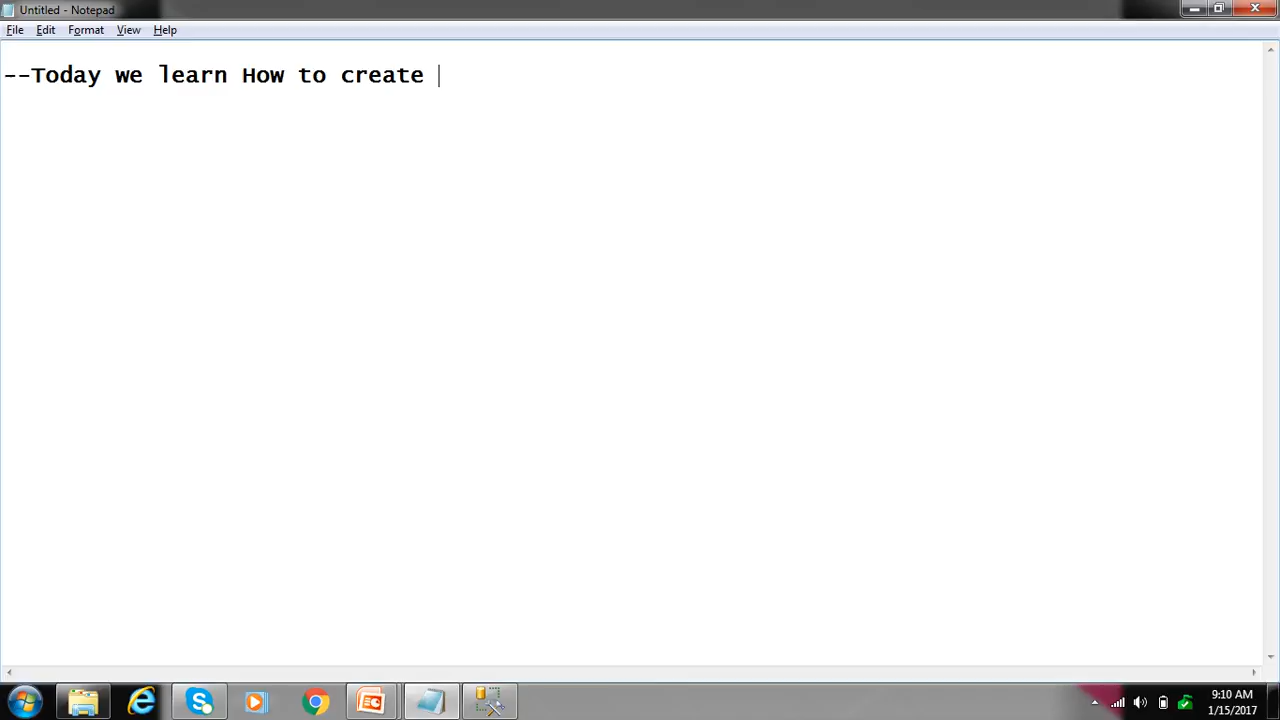 Untitled - Notepad
File Edit Format View Help
--Today we learn How to create
9:10 AM
1/15/2017